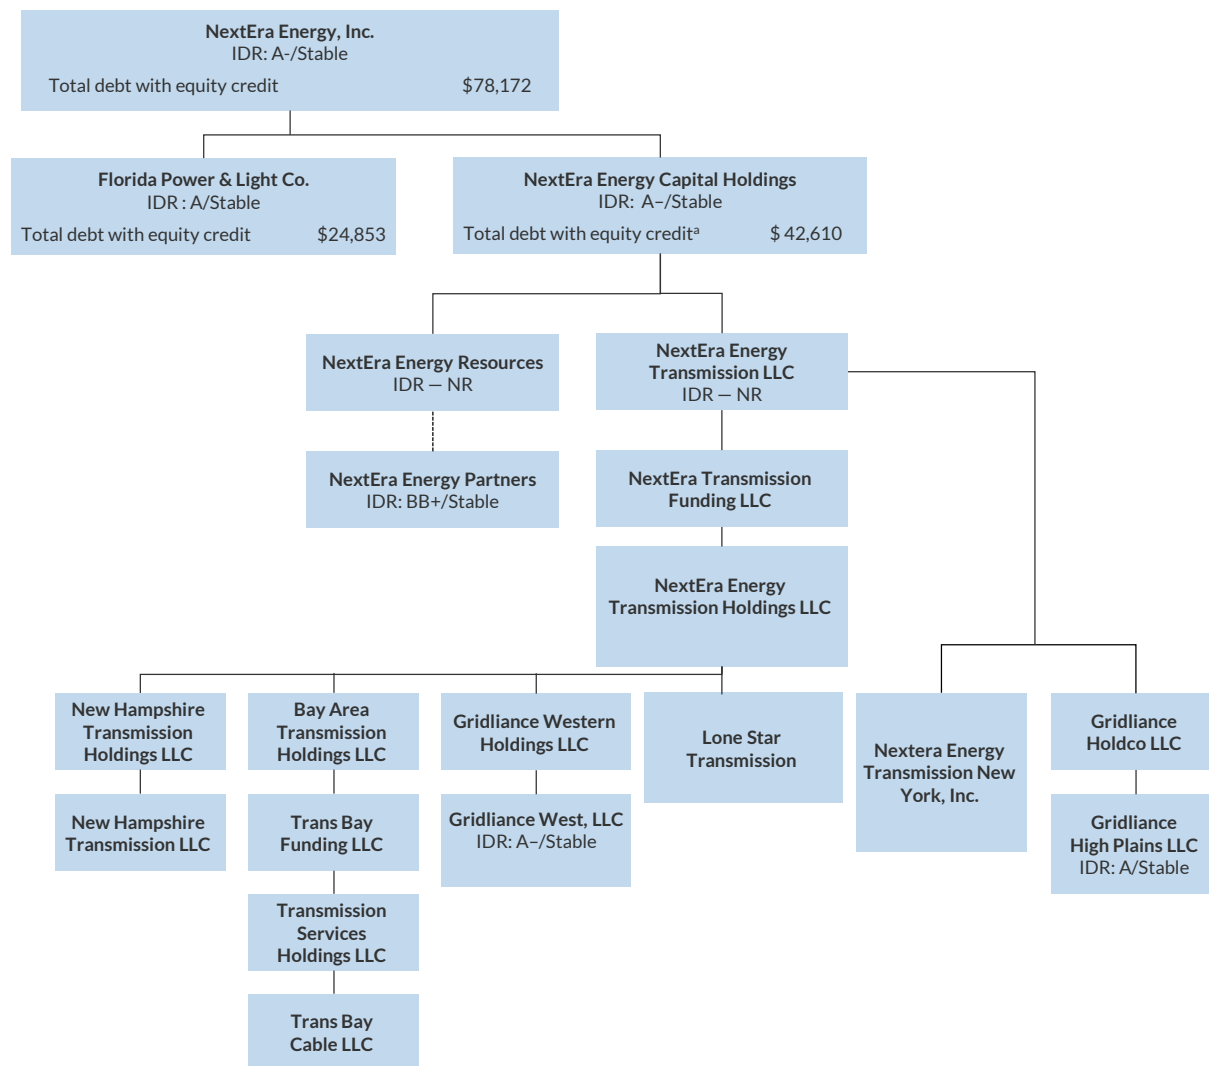 NextEra Energy, Inc.
IDR: A-/Stable
Total debt with equity credit $78,172
Florida Power & Light Co.
IDR : A/Stable
Total debt with equity credit $24,853
NextEra Energy Capital Holdings
IDR: A–/Stable
Total debt with equity creditᵃ $ 42,610
NextEra Energy Resources
IDR — NR
NextEra Energy
Transmission LLC
IDR — NR
NextEra Energy Partners
IDR: BB+/Stable
NextEra Transmission
Funding LLC
NextEra Energy
Transmission Holdings LLC
New Hampshire
Transmission
Holdings LLC
Bay Area
Transmission
Holdings LLC
Gridliance Western
Holdings LLC
Lone Star
Transmission
Nextera Energy
Transmission New
York, Inc.
Gridliance
Holdco LLC
New Hampshire
Transmission LLC
Trans Bay
Funding LLC
Gridliance West, LLC
IDR: A–/Stable
Gridliance
High Plains LLC
IDR: A/Stable
Transmission
Services
Holdings LLC
Trans Bay
Cable LLC